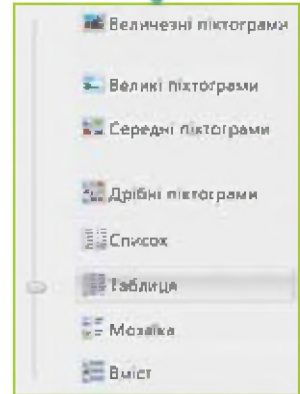 Величезні піктограми
Великі піктограми
Середні піктограми
Дрібні піктограми
Список
Таблиця
Мозаїка
Вміст